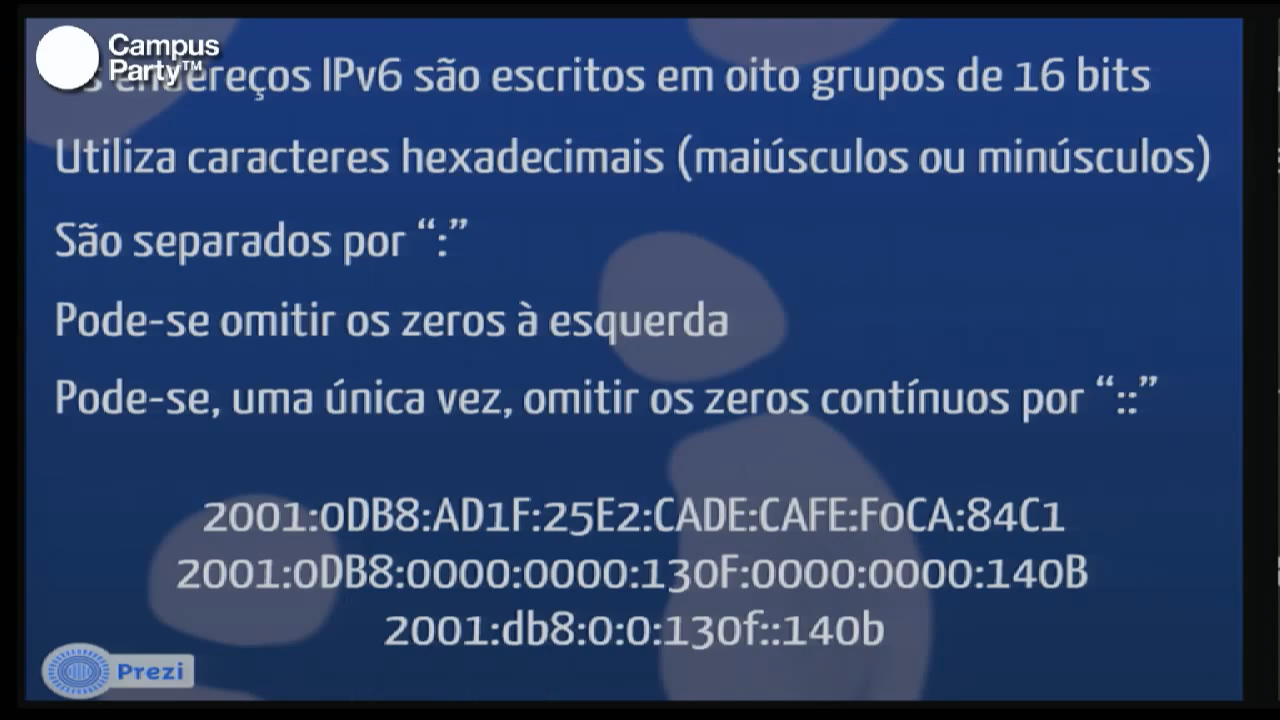 Campus
Party™
endereços IPv6 são escritos em oito grupos de 16 bits
Utiliza caracteres hexadecimais (maiúsculos ou minúsculos)
São separados por “:”
Pode-se omitir os zeros à esquerda
Pode-se, uma única vez, omitir os zeros contínuos por “::”
2001:0DB8:AD1F:25E2:CADE:CAFE:F0CA:84C1
2001:0DB8:0000:0000:130F:0000:0000:140B
2001:db8:0:0:130f::140b
Prezi